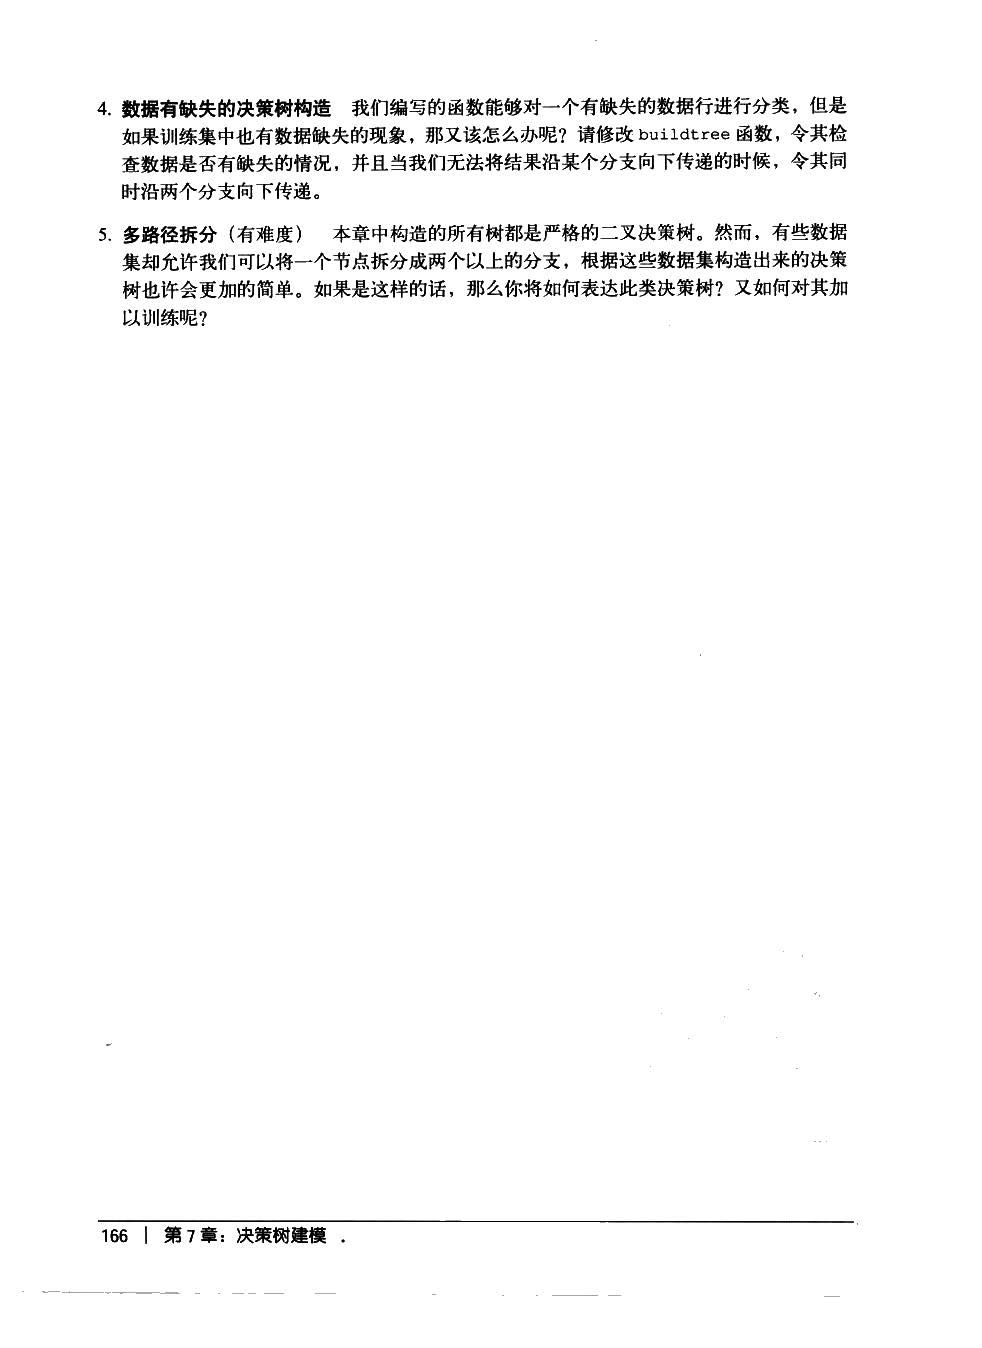 4. 数据有缺失的决策树构造 我们编写的函数能够对一个有缺失的数据行进行分类，但是
如果训练集中也有数据缺失的现象，那又该怎么办呢？请修改 buildtree 函数，令其检
查数据是否有缺失的情况，并且当我们无法将结果沿某个分支向下传递的时候，令其同
时沿两个分支向下传递。
5. 多路径拆分（有难度） 本章中构造的所有树都是严格的二叉决策树。然而，有些数据
集却允许我们可以将一个节点拆分成两个以上的分支，根据这些数据集构造出来的决策
树也许会更加的简单。如果是这样的话，那么你将如何表达此类决策树？又如何对其加
以训练呢？
166 | 第 7 章：决策树建模